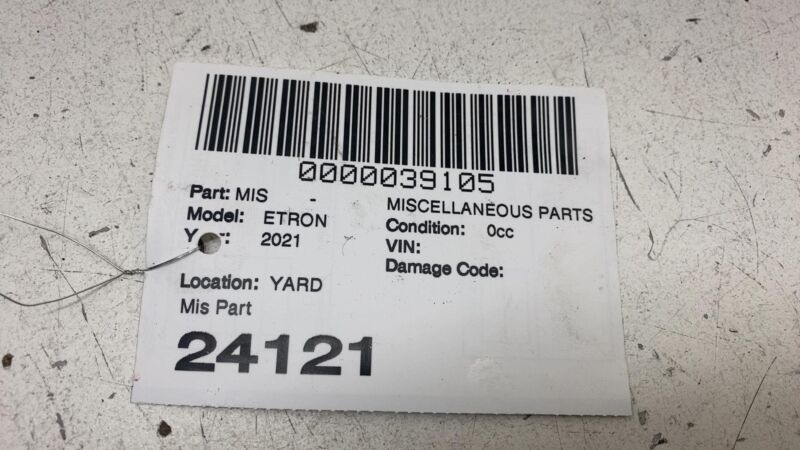 0000039105
Part: MIS - MISCELLANEOUS PARTS
Model: ETRON Condition: 0cc
2021 VIN:
Damage Code:
Location: YARD
Mis Part
24121